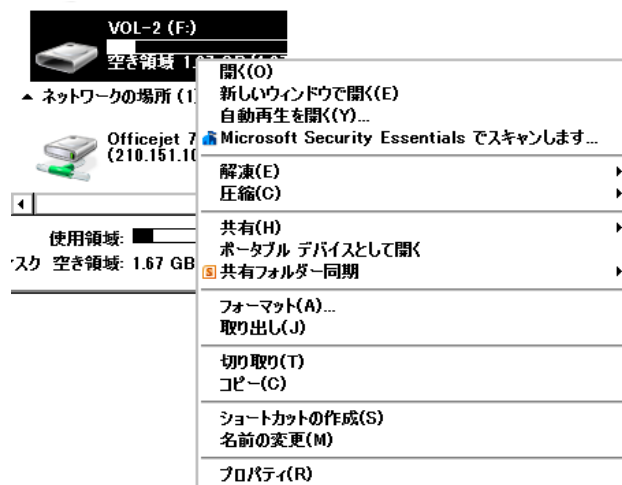 VOL-2 (F:)
空き領域 1.67 GB
ネットワークの場所 (1
Officejet 7
(210.151.10
使用領域:
スク 空き領域: 1.67 GB
開く(O)
新しいウィンドウで開く(E)
自動再生を開く(Y)...
Microsoft Security Essentials でスキャンします...
解凍(E)
圧縮(C)
共有(H)
ポータブル デバイスとして開く
共有フォルダー同期
フォーマット(A)...
取り出し(J)
切り取り(T)
コピー(C)
ショートカットの作成(S)
名前の変更(M)
プロパティ(R)